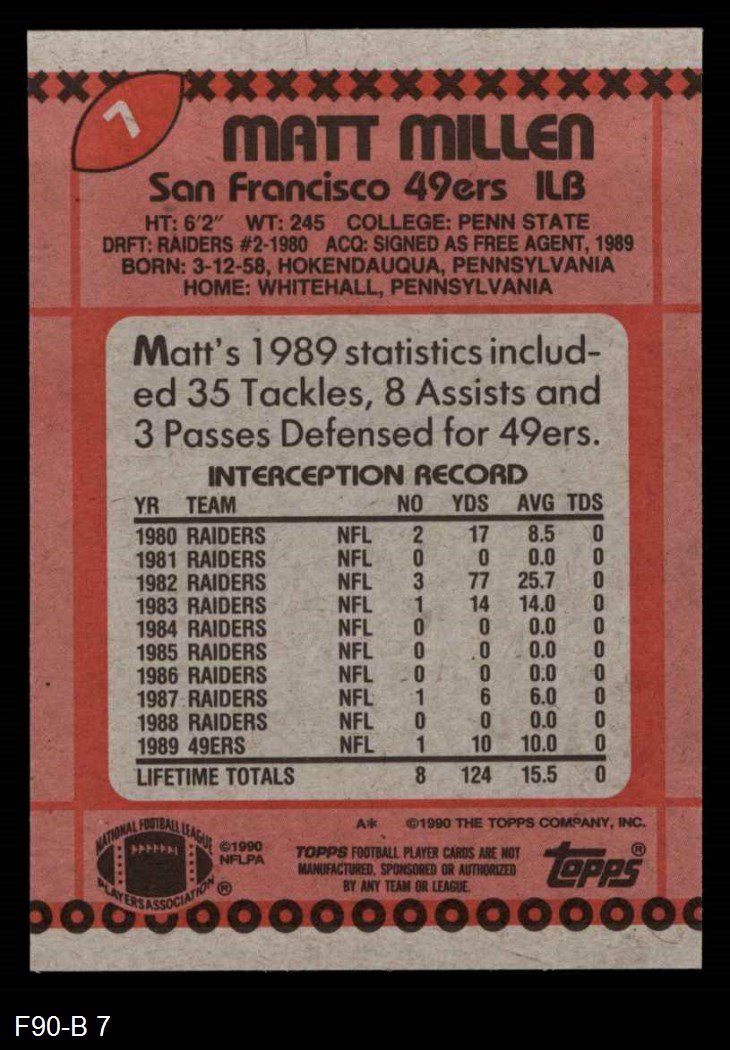 7
MATT MILLEN
San Francisco 49ers ILB
HT: 6'2" WT: 245 COLLEGE: PENN STATE
DRFT: RAIDERS #2-1980 ACQ: SIGNED AS FREE AGENT, 1989
BORN: 3-12-58, HOKENDAUQUA, PENNSYLVANIA
HOME: WHITEHALL, PENNSYLVANIA
Matt's 1989 statistics includ-
ed 35 Tackles, 8 Assists and
3 Passes Defensed for 49ers.
INTERCEPTION RECORD
YR TEAM NO YDS AVG TDS
1980 RAIDERS NFL 2 17 8.5 0
1981 RAIDERS NFL 0 0 0.0 0
1982 RAIDERS NFL 3 77 25.7 0
1983 RAIDERS NFL 1 14 14.0 0
1984 RAIDERS NFL 0 0 0.0 0
1985 RAIDERS NFL 0 0 0.0 0
1986 RAIDERS NFL 0 0 0.0 0
1987 RAIDERS NFL 1 6 6.0 0
1988 RAIDERS NFL 0 0 0.0 0
1989 49ERS NFL 1 10 10.0 0
LIFETIME TOTALS 8 124 15.5 0
A* ©1990 THE TOPPS COMPANY, INC.
NATIONAL FOOTBALL LEAGUE
PLAYERS ASSOCIATION ®
©1990
NFLPA
TOPPS FOOTBALL PLAYER CARDS ARE NOT
MANUFACTURED, SPONSORED OR AUTHORIZED
BY ANY TEAM OR LEAGUE.
topps ®
F90-B 7